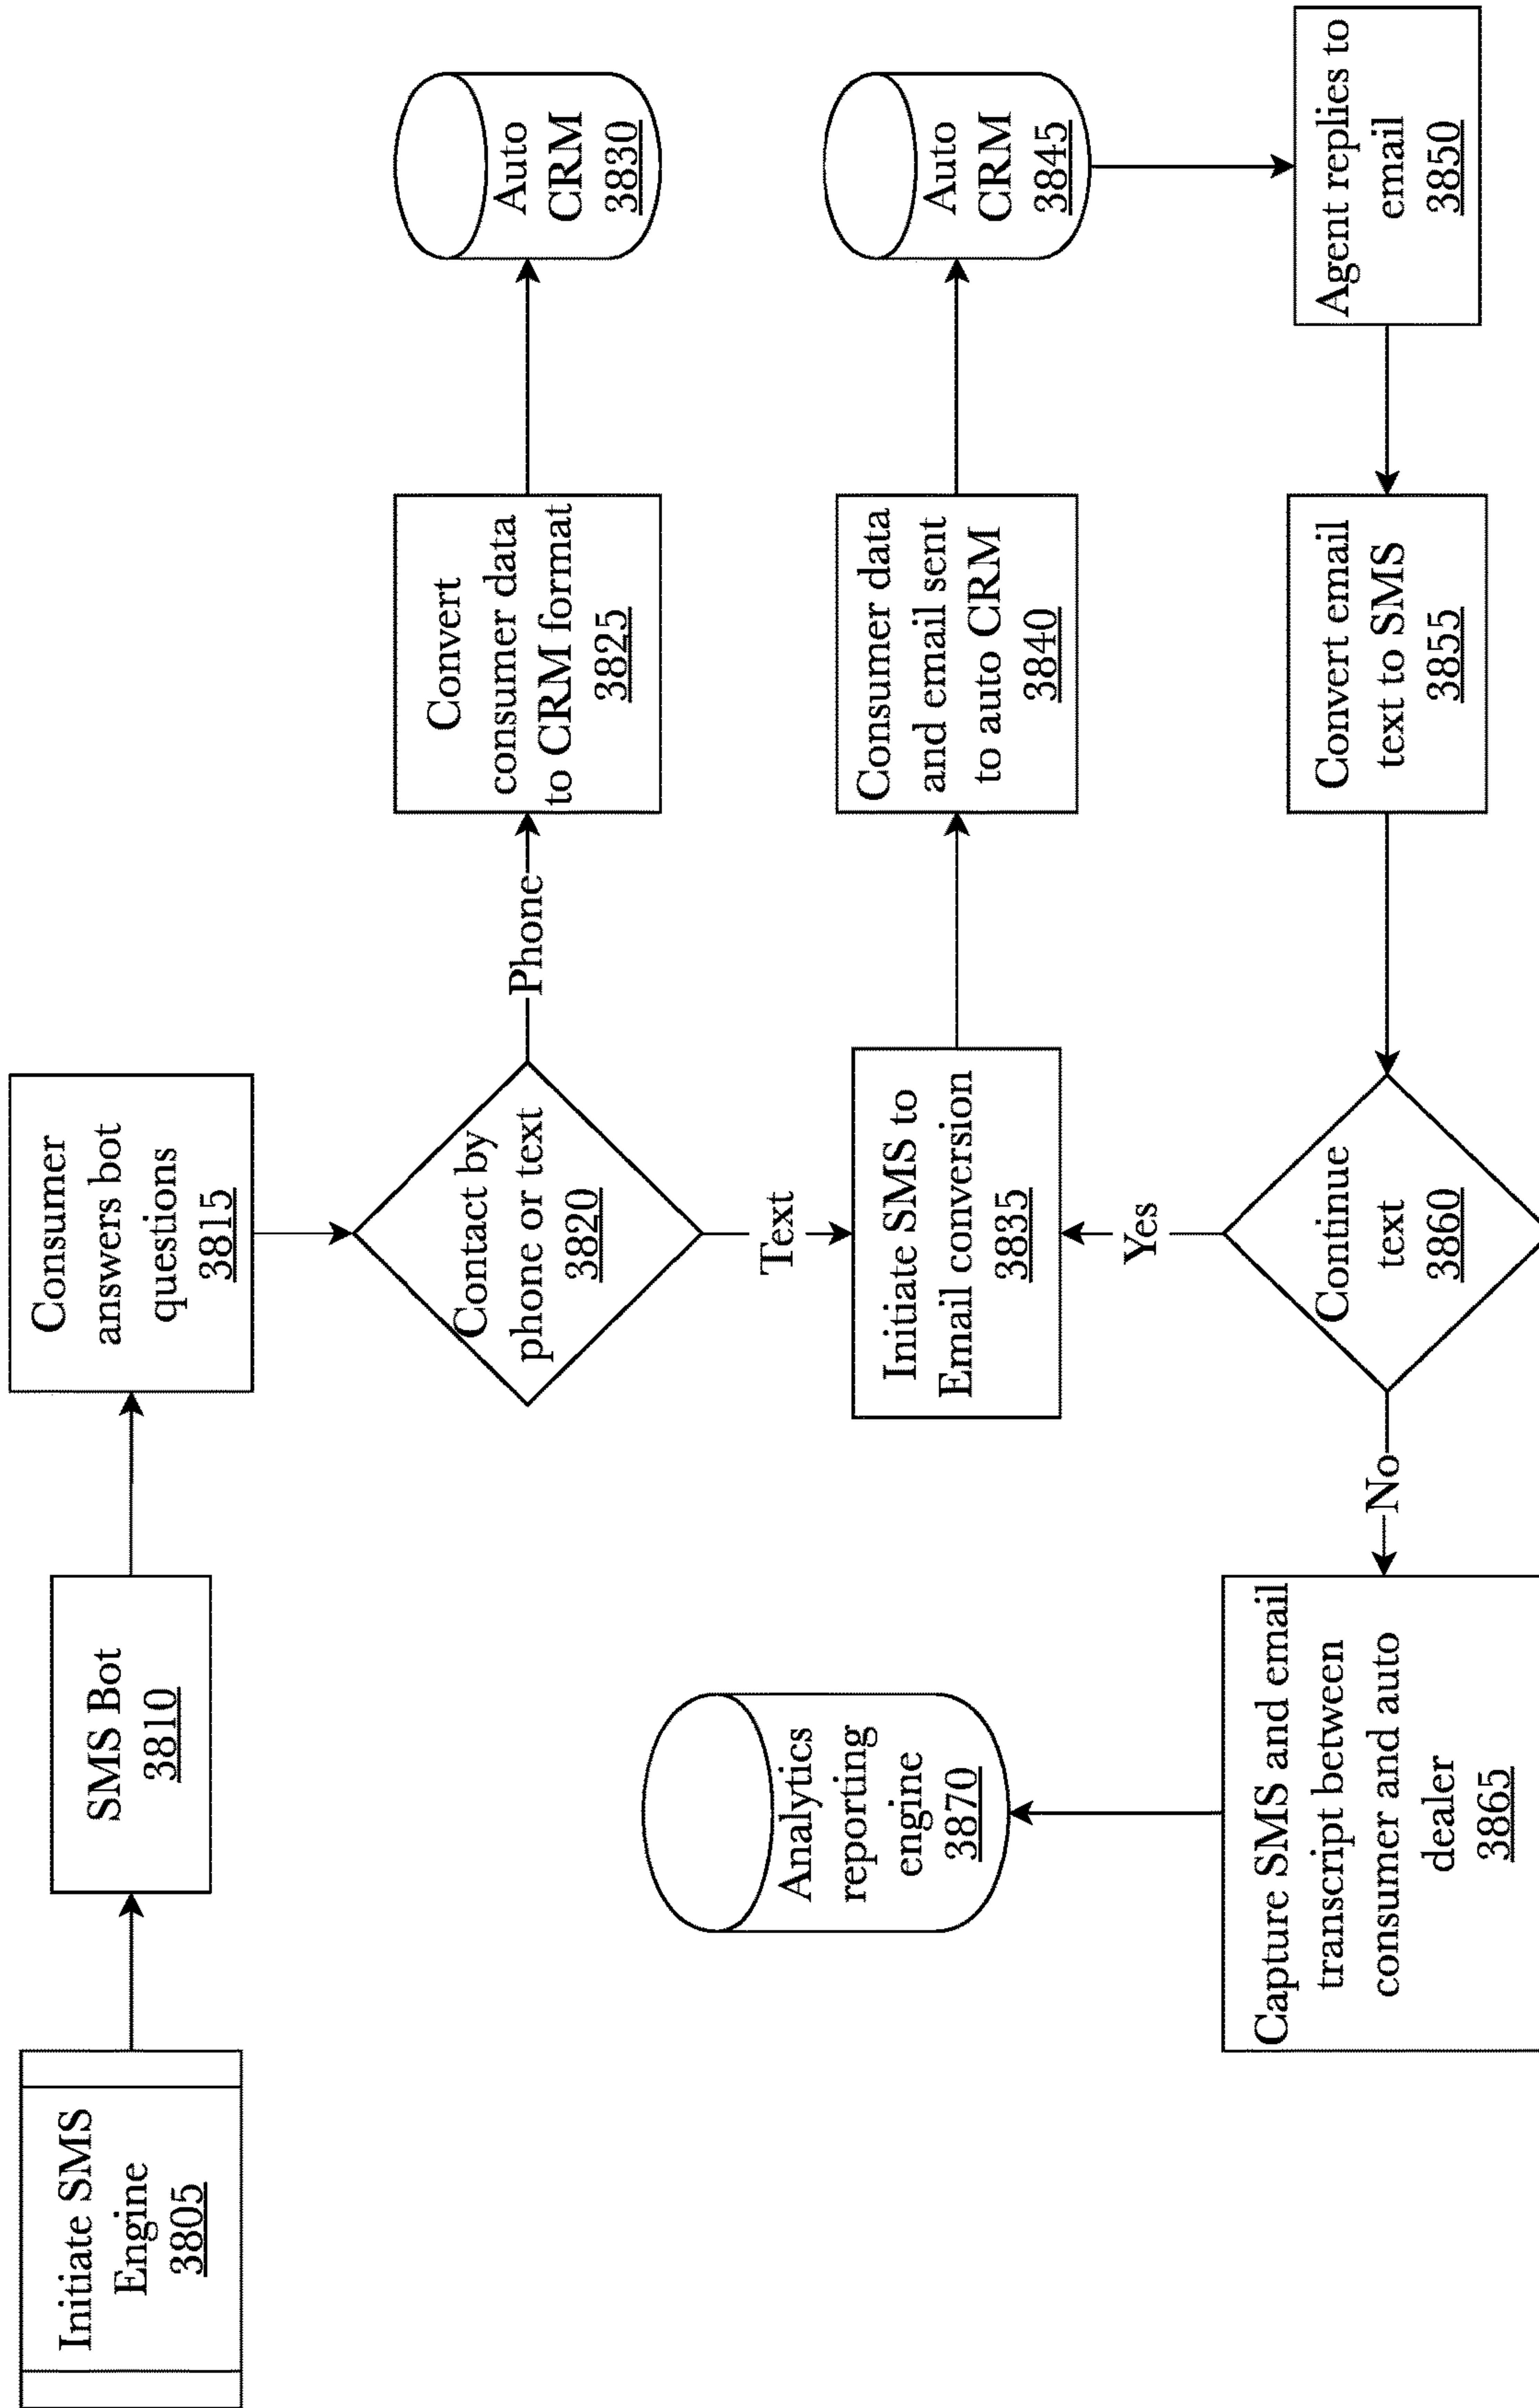 Initiate SMS
Engine
3805
SMS Bot
3810
Consumer
answers bot
questions
3815
Contact by
phone or text
3820
Phone
Convert
consumer data
to CRM format
3825
Auto
CRM
3830
Text
Initiate SMS to
Email conversion
3835
Consumer data
and email sent
to auto CRM
3840
Auto
CRM
3845
Agent replies to
email
3850
Convert email
text to SMS
3855
Continue
text
3860
Yes
No
Capture SMS and email
transcript between
consumer and auto
dealer
3865
Analytics
reporting
engine
3870